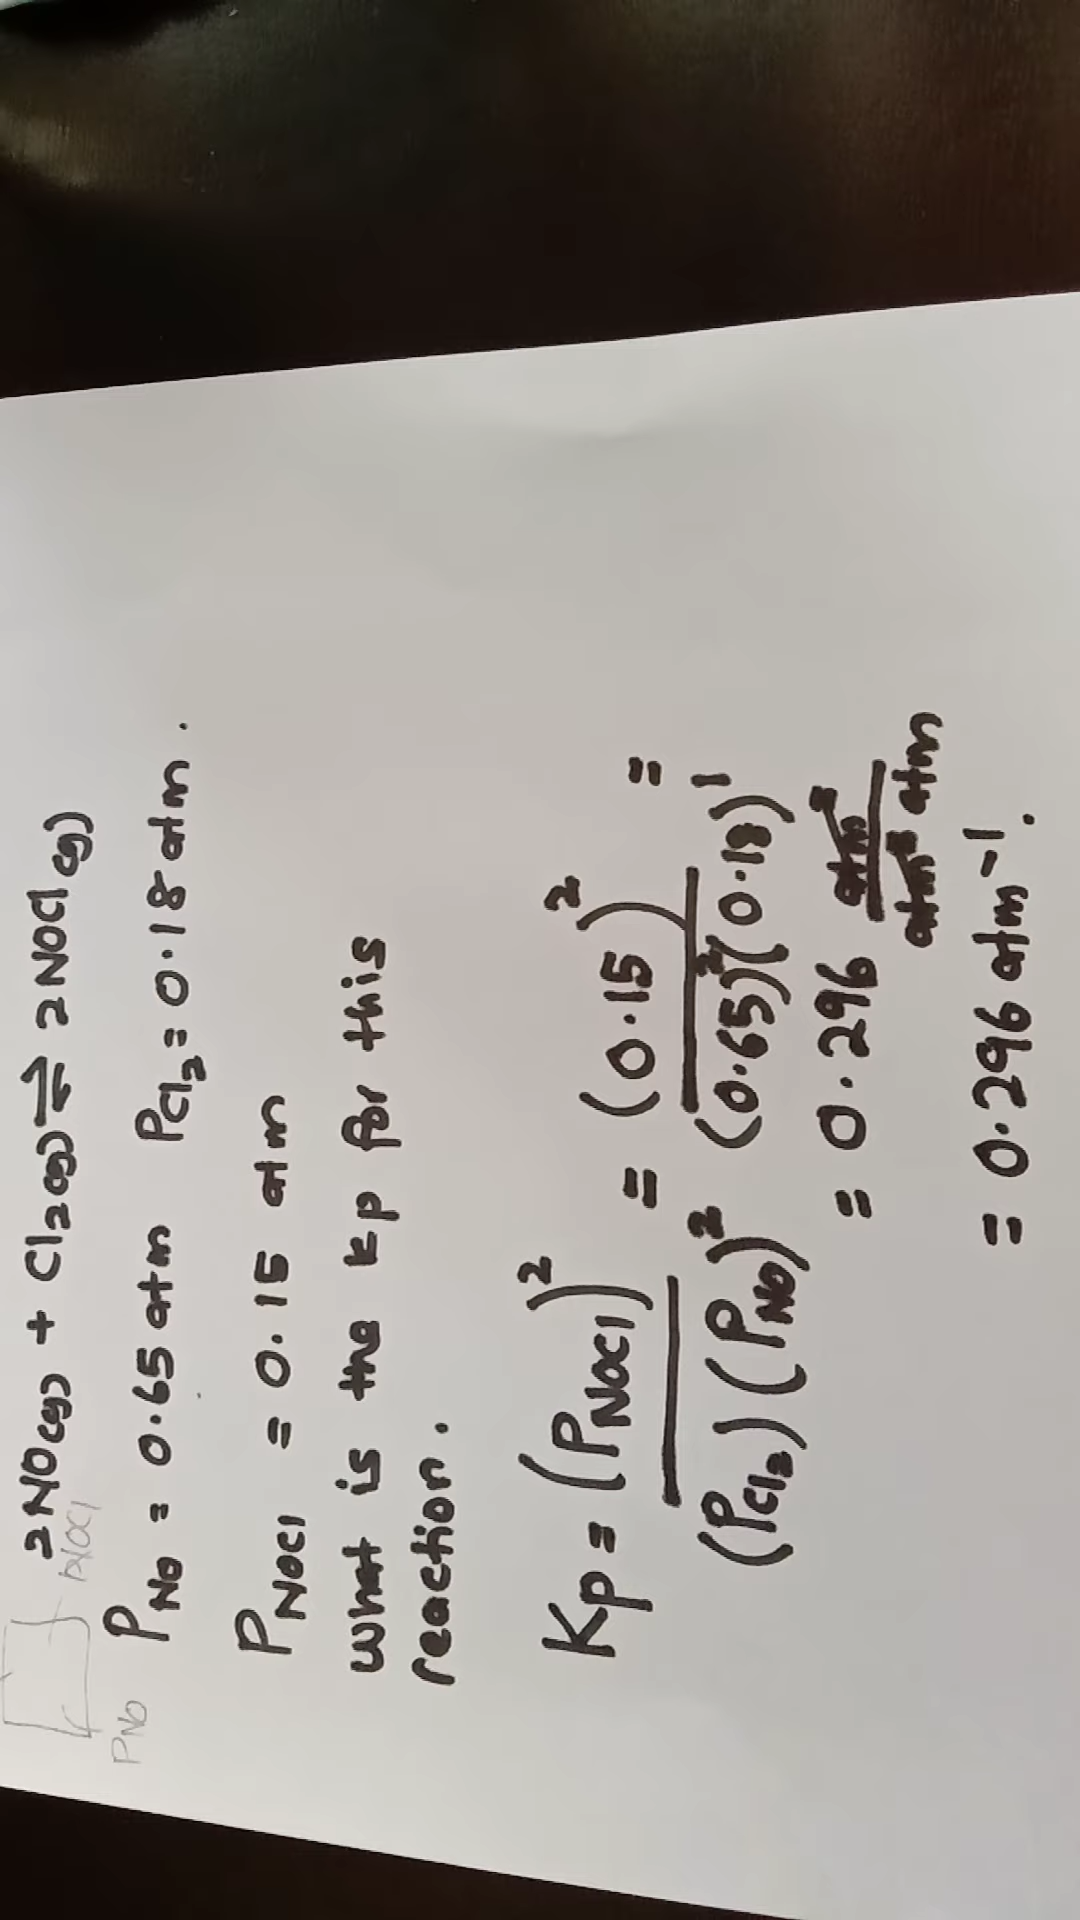 2NO(g) + Cl2(g) ⇌ 2NOCl(g)
NOCl
PNO
PNO = 0.65 atm PCl2 = 0.18 atm.
PNOCl = 0.15 atm
What is the kp for this
reaction.
Kp = (PNOCl)² / (PCl2)(PNO)² = (0.15)² / (0.65)²(0.18)¹ =
= 0.296 atm² / atm² atm
= 0.296 atm⁻¹.